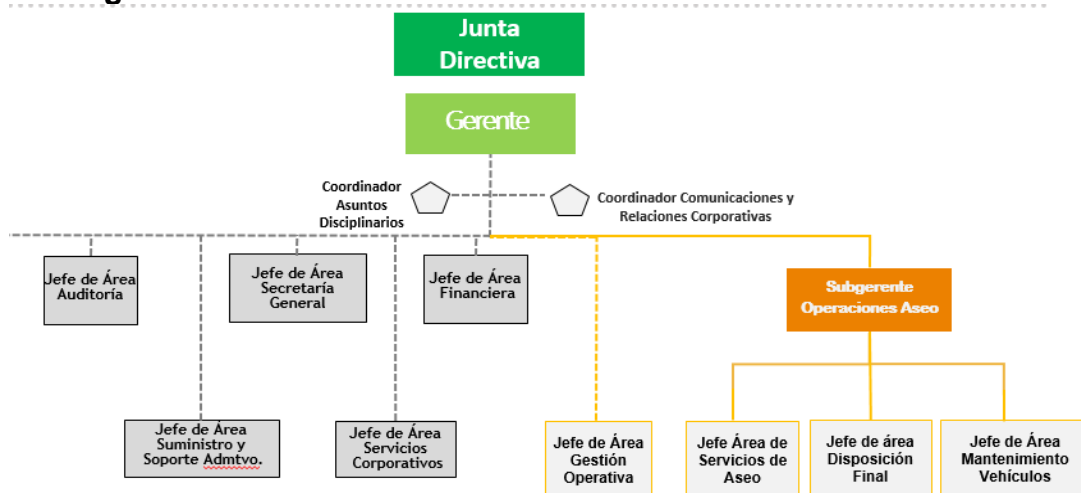 Junta
Directiva
Gerente
Coordinador
Asuntos
Disciplinarios
Coordinador Comunicaciones y
Relaciones Corporativas
Jefe de Área
Auditoría
Jefe de Área
Secretaría
General
Jefe de Área
Financiera
Subgerente
Operaciones Aseo
Jefe de Área
Suministro y
Soporte Admtvo.
Jefe de Área
Servicios
Corporativos
Jefe de Área
Gestión
Operativa
Jefe Área de
Servicios de
Aseo
Jefe de área
Disposición
Final
Jefe de Área
Mantenimiento
Vehículos